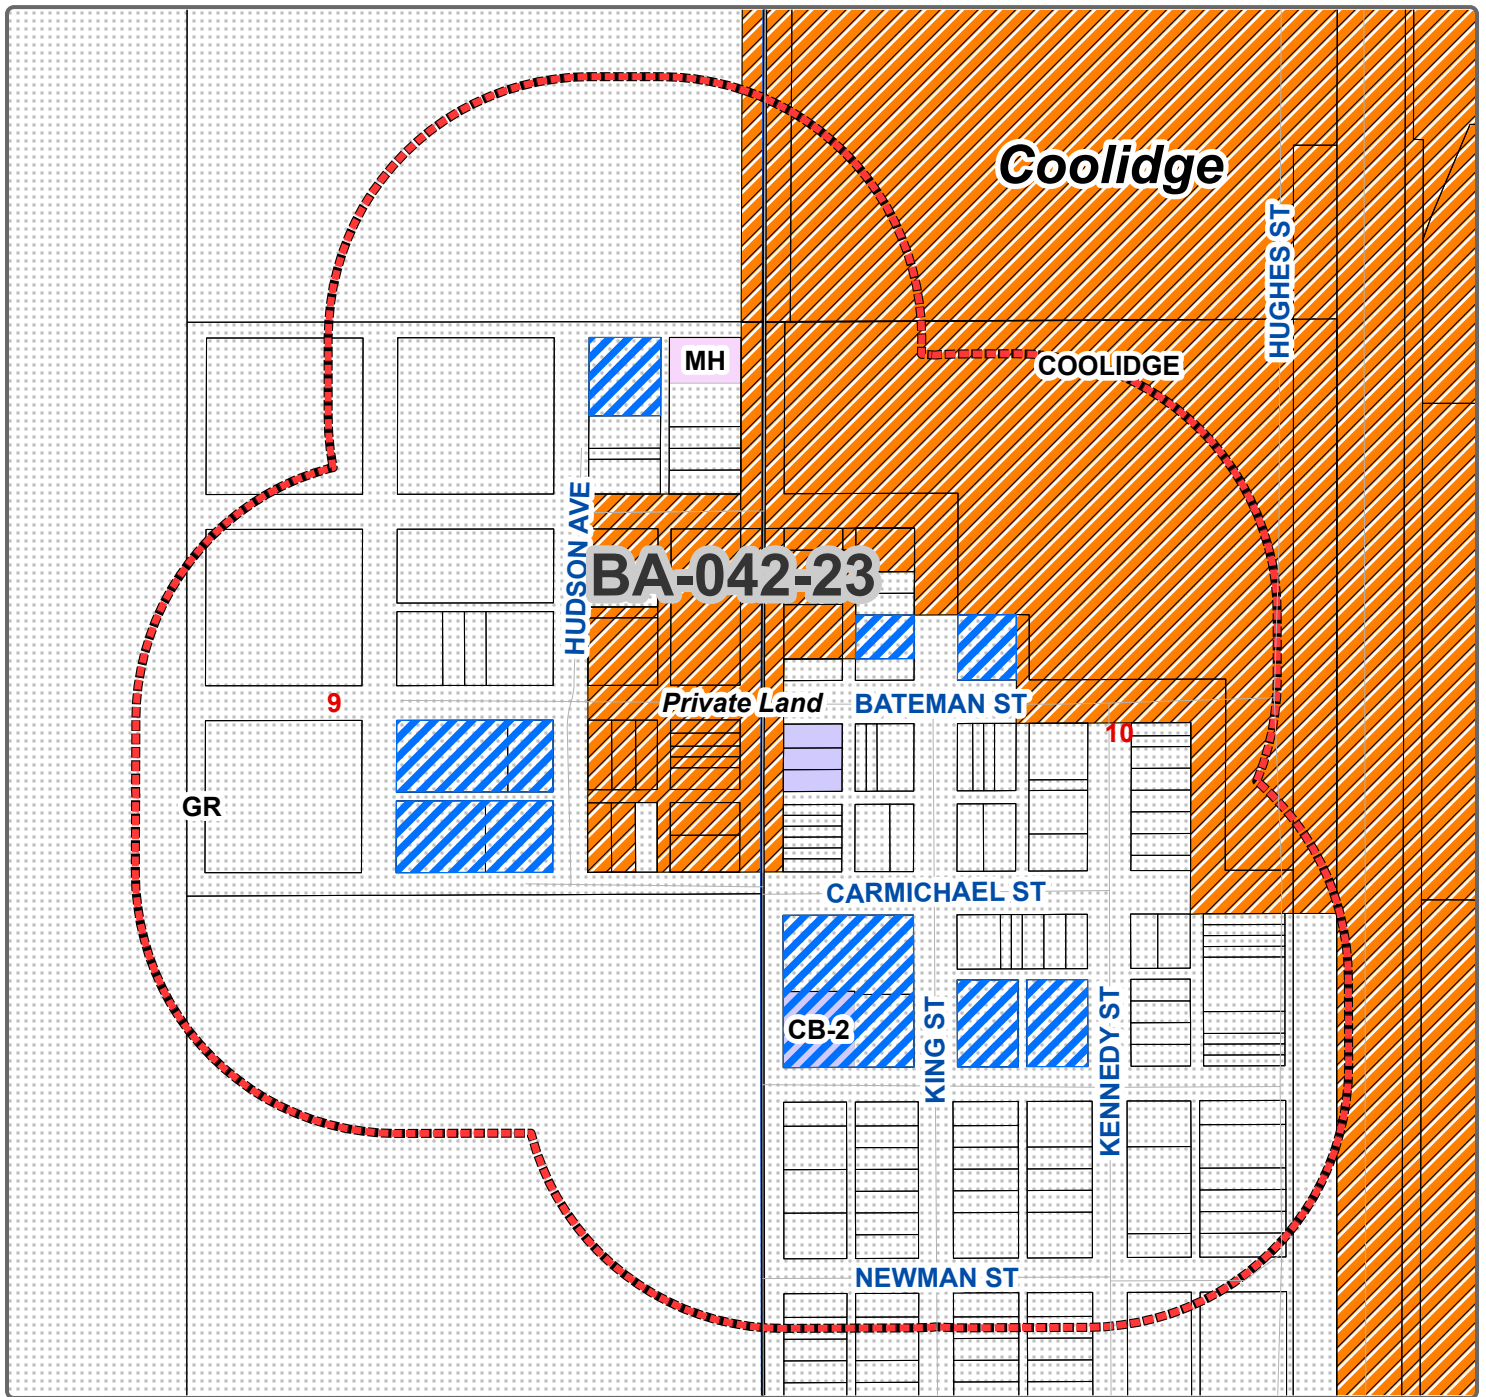 Coolidge
HUGHES ST
MH
COOLIDGE
HUDSON AVE
BA-042-23
9
Private Land
BATEMAN ST
10
GR
CARMICHAEL ST
CB-2
KING ST
KENNEDY ST
NEWMAN ST